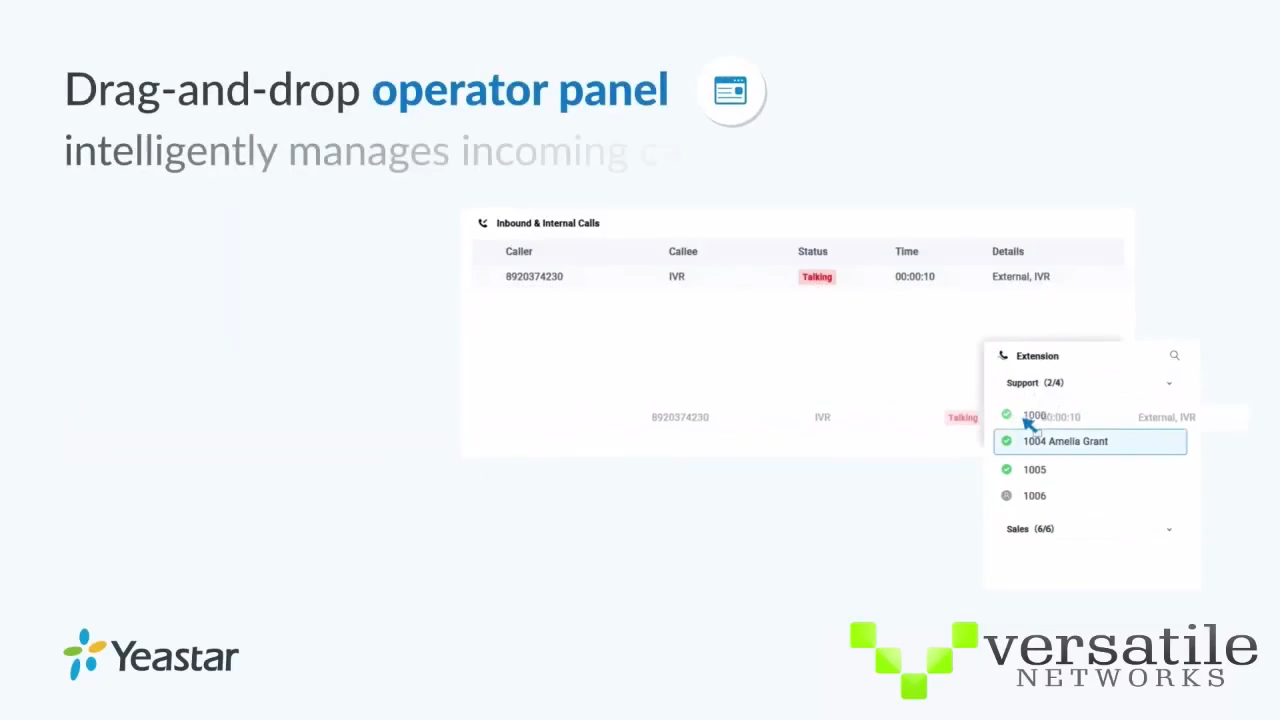 Drag-and-drop operator panel
intelligently manages incoming
Inbound & Internal Calls
Caller Callee Status Time Details
8920374230 IVR Talking 00:00:10 External, IVR
Extension
Support (2/4)
8920374230 IVR Talking 00:00:10 External, IVR
1000
1004 Amelia Grant
1005
1006
Sales (6/6)
Yeastar
versatile
NETWORKS